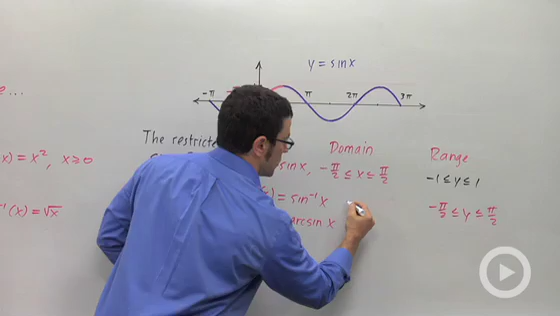 y = sin x
-π π 2π 3π
e ...
The restricte
Domain
Range
x) = x², x ≥ 0
sin x, -π/2 ≤ x ≤ π/2
-1 ≤ y ≤ 1
) = sin⁻¹ x
-π/2 ≤ y ≤ π/2
⁻¹(x) = √x
arcsin x